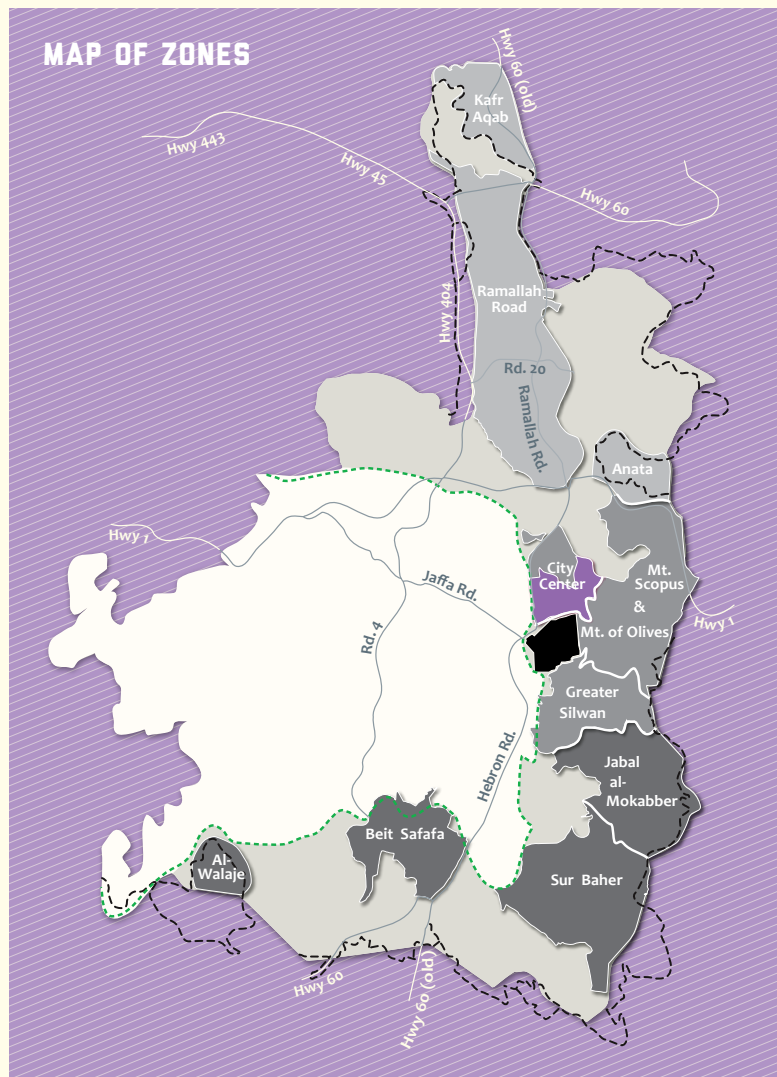 MAP OF ZONES
Hwy 60 (old)
Kafr
Aqab
Hwy 443
Hwy 45
Hwy 60
Ramallah
Road
Hwy 404
Rd. 20
Ramallah Rd.
Anata
Hwy 1
City
Center
Mt.
Scopus
&
Mt. of Olives
Jaffa Rd.
Hwy 1
Rd. 4
Greater
Silwan
Hebron Rd.
Jabal
al-
Mokabber
Beit Safafa
Al-
Walaje
Sur Baher
Hwy 60
Hwy 60 (old)